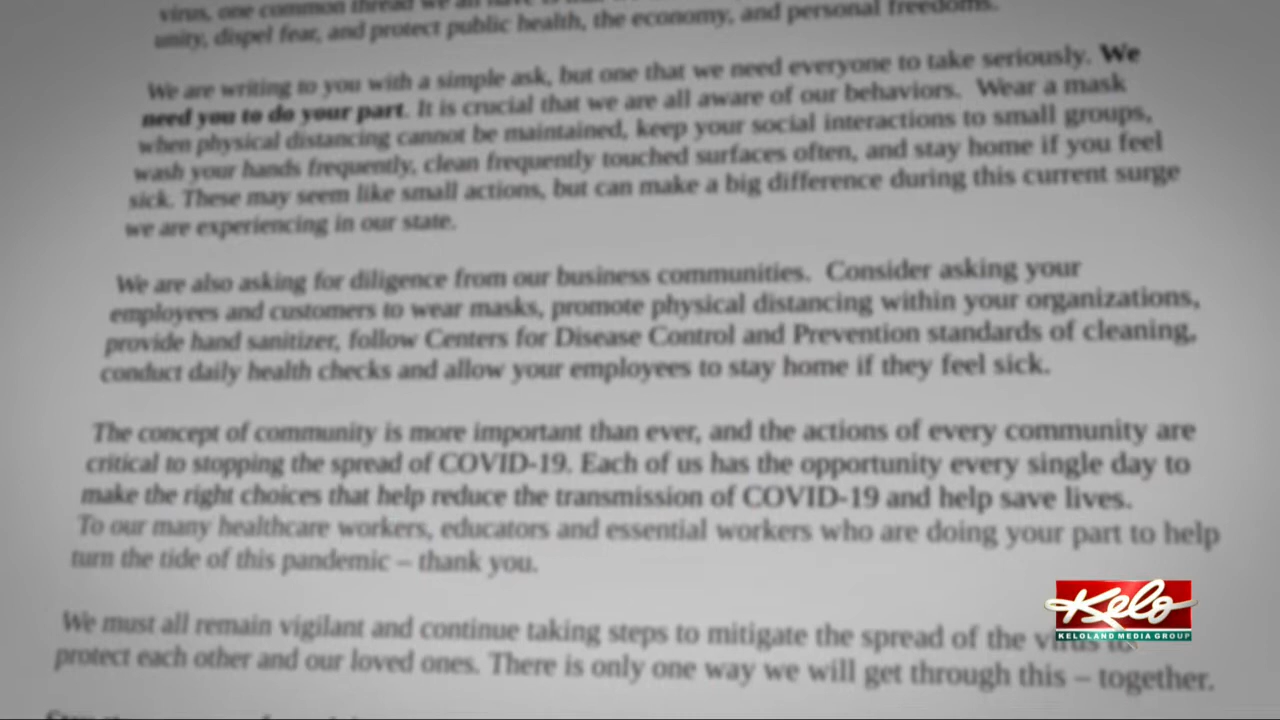 virus, one common thread we all have is
unity, dispel fear, and protect public health, the economy, and personal freedoms.
We are writing to you with a simple ask, but one that we need everyone to take seriously. We
need you to do your part. It is crucial that we are all aware of our behaviors. Wear a mask
when physical distancing cannot be maintained, keep your social interactions to small groups,
wash your hands frequently, clean frequently touched surfaces often, and stay home if you feel
sick. These may seem like small actions, but can make a big difference during this current surge
we are experiencing in our state.
We are also asking for diligence from our business communities. Consider asking your
employees and customers to wear masks, promote physical distancing within your organizations,
provide hand sanitizer, follow Centers for Disease Control and Prevention standards of cleaning,
conduct daily health checks and allow your employees to stay home if they feel sick.
The concept of community is more important than ever, and the actions of every community are
critical to stopping the spread of COVID-19. Each of us has the opportunity every single day to
make the right choices that help reduce the transmission of COVID-19 and help save lives.
To our many healthcare workers, educators and essential workers who are doing your part to help
turn the tide of this pandemic – thank you.
We must all remain vigilant and continue taking steps to mitigate the spread of the virus to
protect each other and our loved ones. There is only one way we will get through this – together.
Kelo
KELOLAND MEDIA GROUP